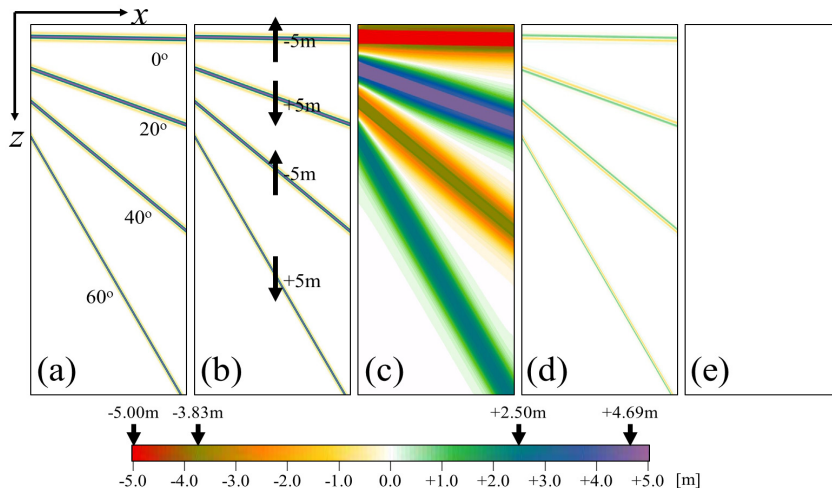 x
z
0°
20°
40°
60°
-5m
+5m
-5m
+5m
(a) (b) (c) (d) (e)
-5.00m -3.83m +2.50m +4.69m
-5.0 -4.0 -3.0 -2.0 -1.0 0.0 +1.0 +2.0 +3.0 +4.0 +5.0 [m]